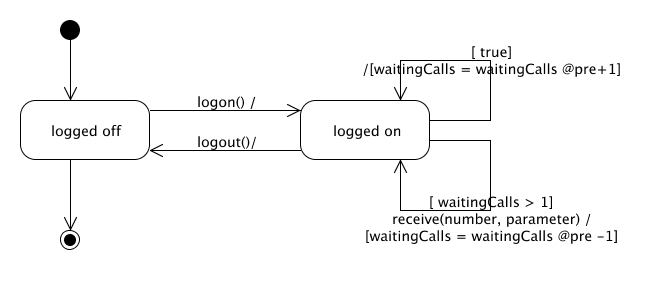 [ true]
/[waitingCalls = waitingCalls @pre+1]
logon() /
logged off
logged on
logout()/
[ waitingCalls > 1]
receive(number, parameter) /
[waitingCalls = waitingCalls @pre -1]